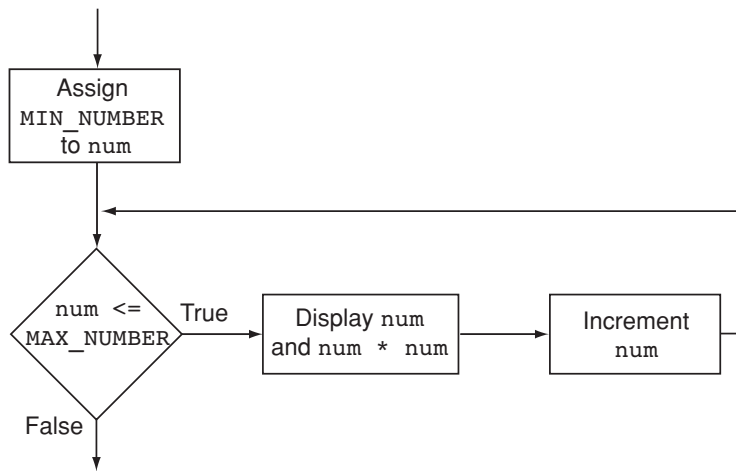 Assign
MIN_NUMBER
to num
num <=
MAX_NUMBER
True
Display num
and num * num
Increment
num
False